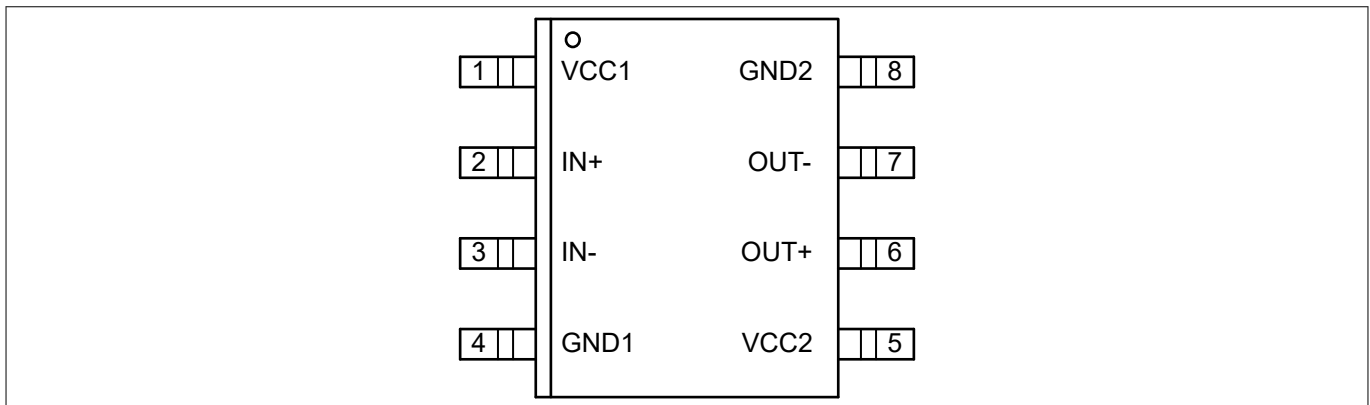 1 VCC1 GND2 8
2 IN+ OUT- 7
3 IN- OUT+ 6
4 GND1 VCC2 5